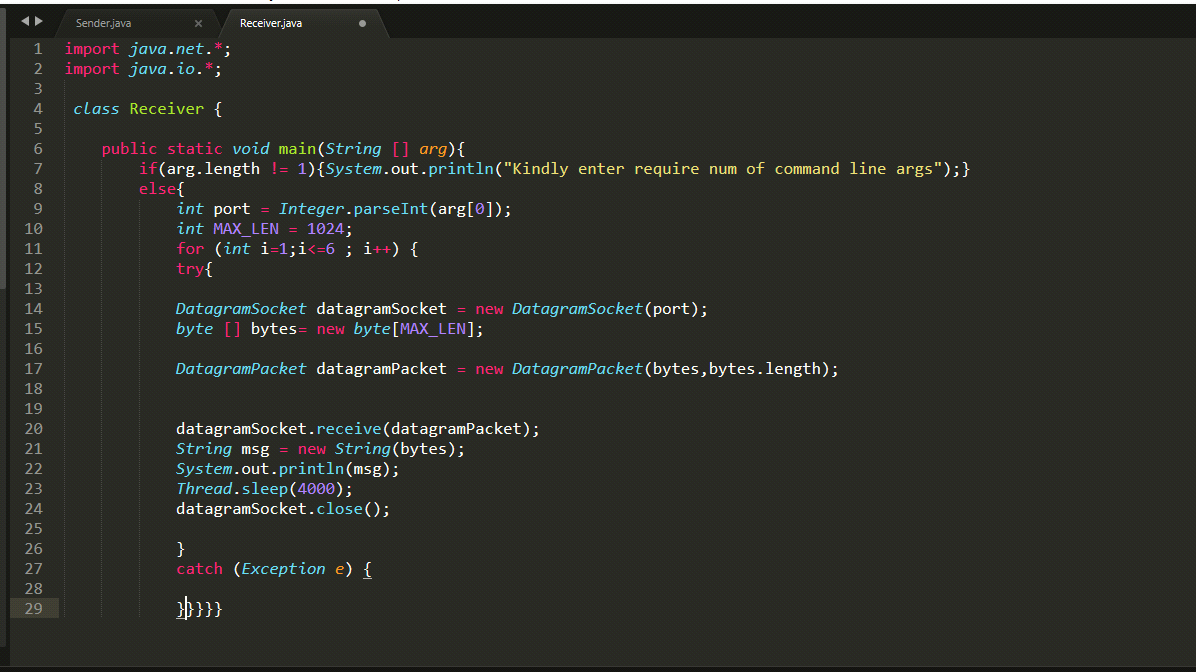 Sender.java × Receiver.java
1 import java.net.*;
2 import java.io.*;
3
4 class Receiver {
5
6 public static void main(String [] arg){
7 if(arg.length != 1){System.out.println("Kindly enter require num of command line args");}
8 else{
9 int port = Integer.parseInt(arg[0]);
10 int MAX_LEN = 1024;
11 for (int i=1;i<=6 ; i++) {
12 try{
13
14 DatagramSocket datagramSocket = new DatagramSocket(port);
15 byte [] bytes= new byte[MAX_LEN];
16
17 DatagramPacket datagramPacket = new DatagramPacket(bytes,bytes.length);
18
19
20 datagramSocket.receive(datagramPacket);
21 String msg = new String(bytes);
22 System.out.println(msg);
23 Thread.sleep(4000);
24 datagramSocket.close();
25
26 }
27 catch (Exception e) {
28
29 }}}}}